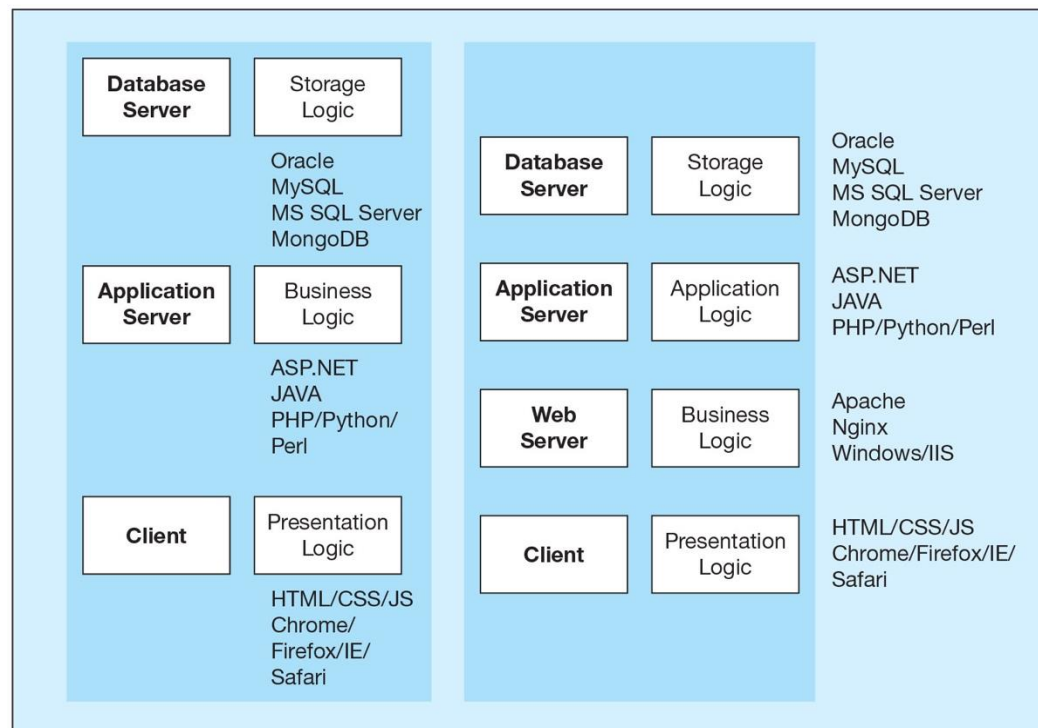 Database
Server
Storage
Logic
Oracle
MySQL
MS SQL Server
MongoDB
Application
Server
Business
Logic
ASP.NET
JAVA
PHP/Python/
Perl
Client
Presentation
Logic
HTML/CSS/JS
Chrome/
Firefox/IE/
Safari
Database
Server
Storage
Logic
Oracle
MySQL
MS SQL Server
MongoDB
Application
Server
Application
Logic
ASP.NET
JAVA
PHP/Python/Perl
Web
Server
Business
Logic
Apache
Nginx
Windows/IIS
Client
Presentation
Logic
HTML/CSS/JS
Chrome/Firefox/IE/
Safari